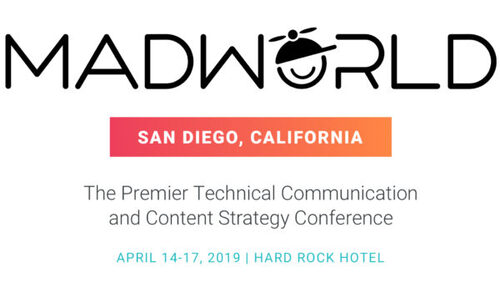 MADWORLD
SAN DIEGO, CALIFORNIA
The Premier Technical Communication
and Content Strategy Conference
APRIL 14-17, 2019 | HARD ROCK HOTEL